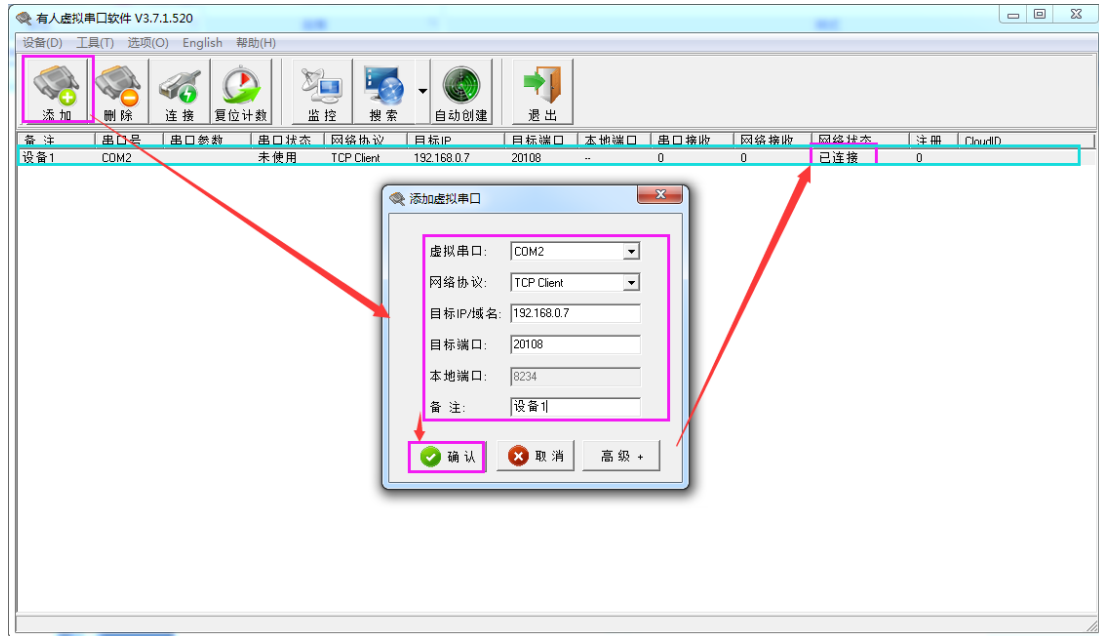 有人虚拟串口软件 V3.7.1.520
设备(D) 工具(T) 选项(O) English 帮助(H)
添加 删除 连接 复位计数 监控 搜索 自动创建 退出
备 注 串口号 串口参数 串口状态 网络协议 目标IP 目标端口 本地端口 串口接收 网络接收 网络状态 注册 CloudID
设备1 COM2 未使用 TCP Client 192.168.0.7 20108 -- 0 0 已连接 0
添加虚拟串口
虚拟串口: COM2
网络协议: TCP Client
目标IP/域名: 192.168.0.7
目标端口: 20108
本地端口: 8234
备 注: 设备1
确认 取消 高级 +